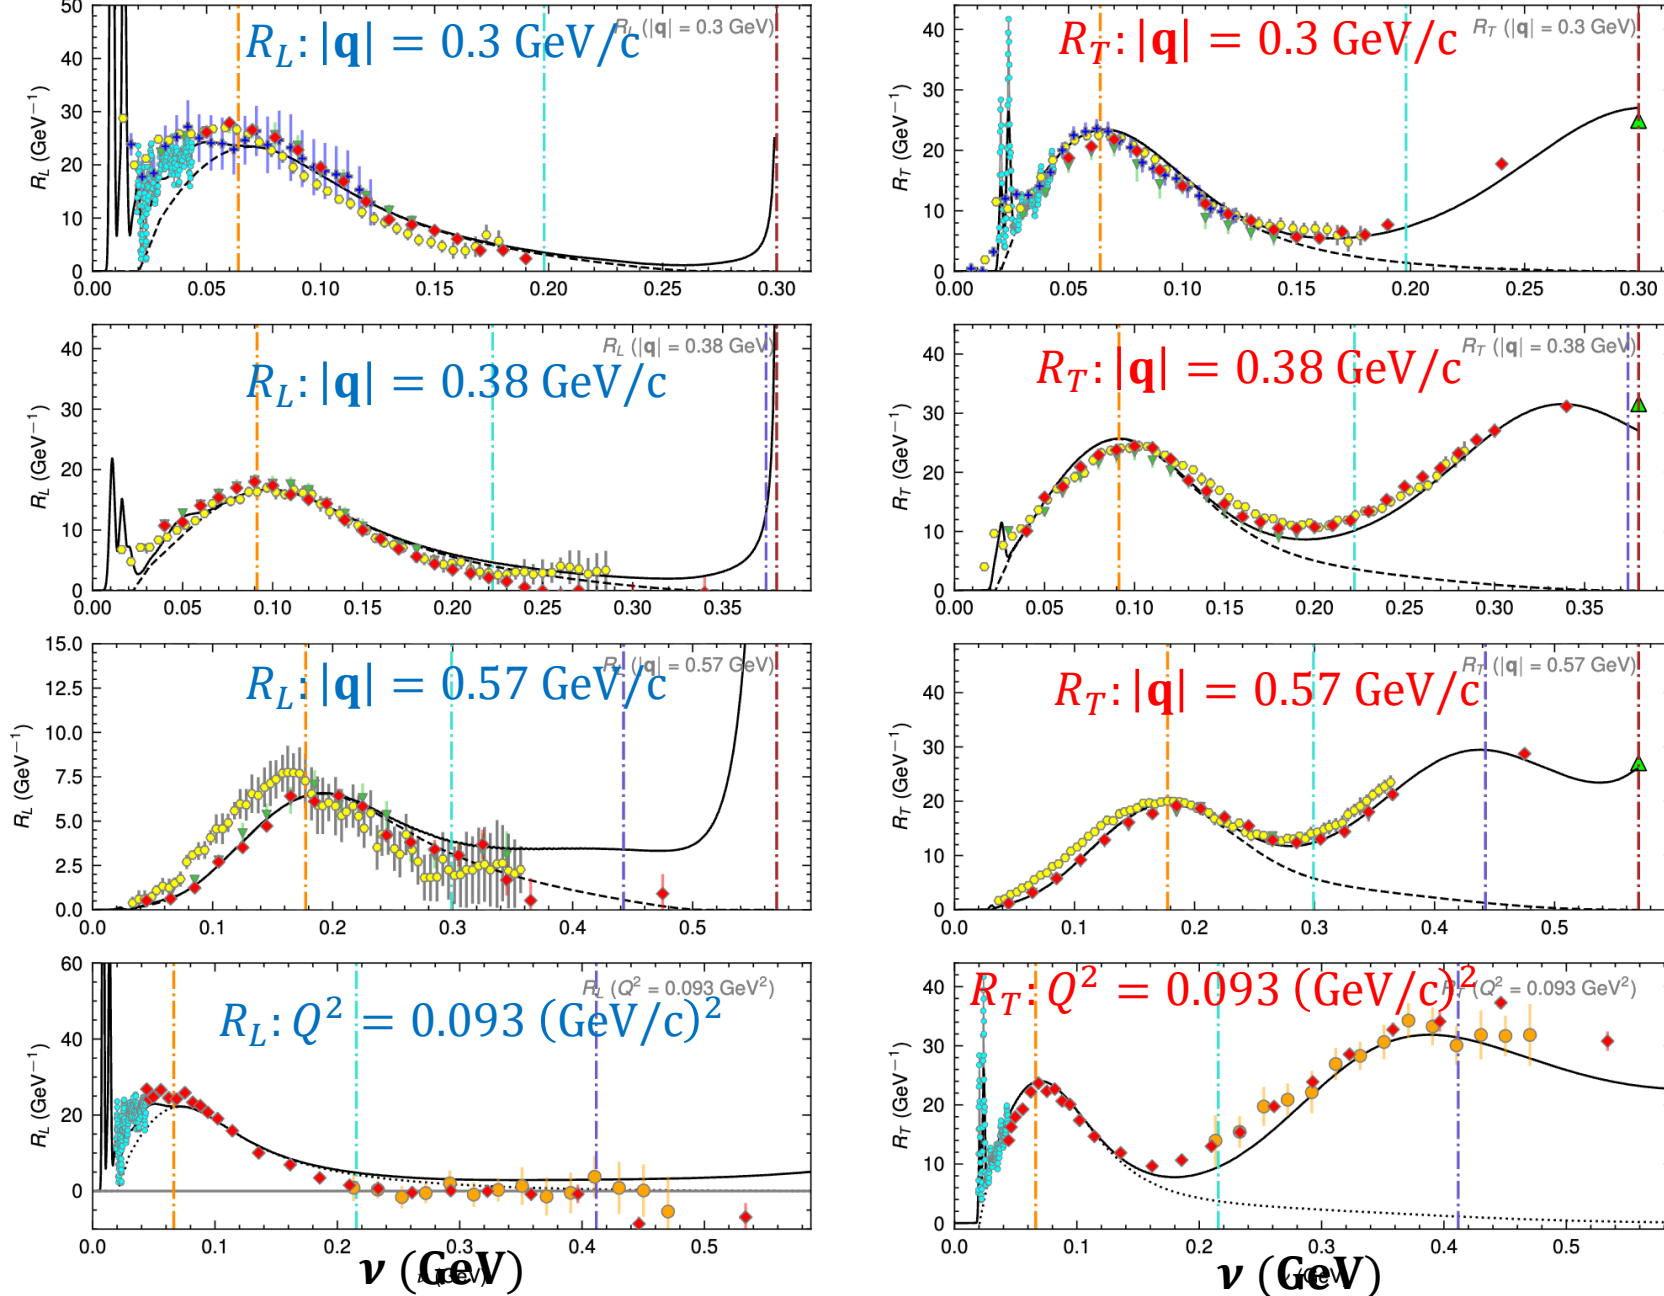 R_L: |q| = 0.3 GeV/c
R_L (|q| = 0.3 GeV)
R_L (GeV⁻¹)
50
40
30
20
10
0
0.00 0.05 0.10 0.15 0.20 0.25 0.30
R_T: |q| = 0.3 GeV/c
R_T (|q| = 0.3 GeV)
R_T (GeV⁻¹)
40
30
20
10
0
0.00 0.05 0.10 0.15 0.20 0.25 0.30
R_L: |q| = 0.38 GeV/c
R_L (|q| = 0.38 GeV)
R_L (GeV⁻¹)
40
30
20
10
0
0.00 0.05 0.10 0.15 0.20 0.25 0.30 0.35
R_T: |q| = 0.38 GeV/c
R_T (|q| = 0.38 GeV)
R_T (GeV⁻¹)
40
30
20
10
0
0.00 0.05 0.10 0.15 0.20 0.25 0.30 0.35
R_L: |q| = 0.57 GeV/c
R_L (|q| = 0.57 GeV)
R_L (GeV⁻¹)
15.0
12.5
10.0
7.5
5.0
2.5
0.0
0.0 0.1 0.2 0.3 0.4 0.5
R_T: |q| = 0.57 GeV/c
R_T (|q| = 0.57 GeV)
R_T (GeV⁻¹)
40
30
20
10
0
0.0 0.1 0.2 0.3 0.4 0.5
R_L: Q² = 0.093 (GeV/c)²
R_L (Q² = 0.093 GeV²)
R_L (GeV⁻¹)
60
40
20
0
0.0 0.1 0.2 0.3 0.4 0.5
ν (GeV)
R_T: Q² = 0.093 (GeV/c)²
(Q² = 0.093 GeV²)
R_T (GeV⁻¹)
40
30
20
10
0
0.0 0.1 0.2 0.3 0.4 0.5
ν (GeV)